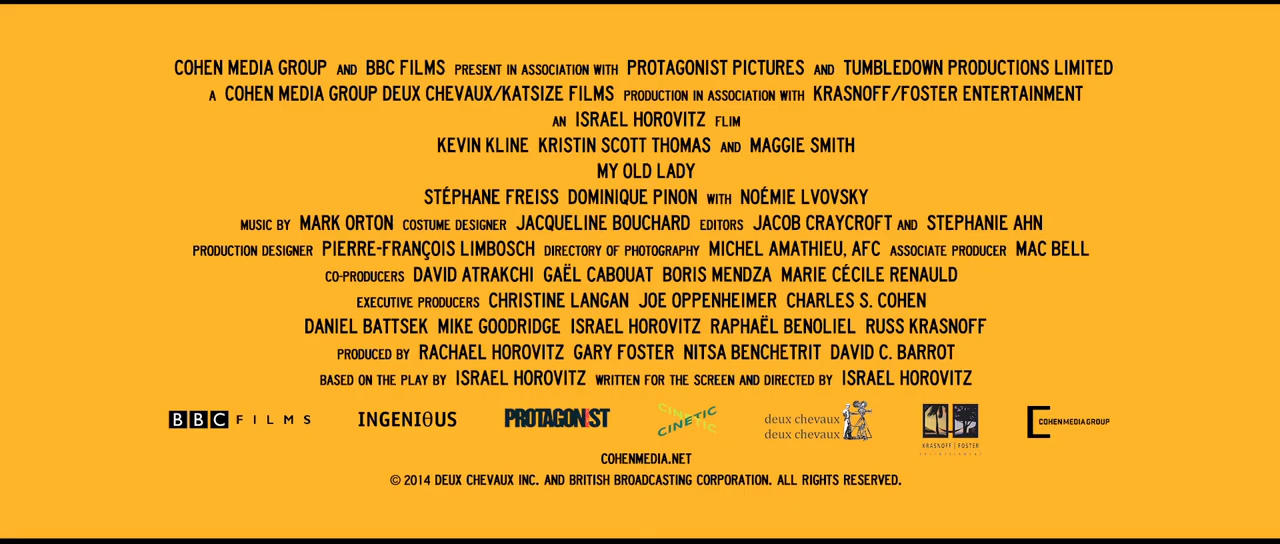 COHEN MEDIA GROUP AND BBC FILMS PRESENT IN ASSOCIATION WITH PROTAGONIST PICTURES AND TUMBLEDOWN PRODUCTIONS LIMITED
A COHEN MEDIA GROUP DEUX CHEVAUX/KATSIZE FILMS PRODUCTION IN ASSOCIATION WITH KRASNOFF/FOSTER ENTERTAINMENT
AN ISRAEL HOROVITZ FLIM
KEVIN KLINE KRISTIN SCOTT THOMAS AND MAGGIE SMITH
MY OLD LADY
STÉPHANE FREISS DOMINIQUE PINON WITH NOÉMIE LVOVSKY
MUSIC BY MARK ORTON COSTUME DESIGNER JACQUELINE BOUCHARD EDITORS JACOB CRAYCROFT AND STEPHANIE AHN
PRODUCTION DESIGNER PIERRE-FRANÇOIS LIMBOSCH DIRECTORY OF PHOTOGRAPHY MICHEL AMATHIEU, AFC ASSOCIATE PRODUCER MAC BELL
CO-PRODUCERS DAVID ATRAKCHI GAËL CABOUAT BORIS MENDZA MARIE CÉCILE RENAULD
EXECUTIVE PRODUCERS CHRISTINE LANGAN JOE OPPENHEIMER CHARLES S. COHEN
DANIEL BATTSEK MIKE GOODRIDGE ISRAEL HOROVITZ RAPHAËL BENOLIEL RUSS KRASNOFF
PRODUCED BY RACHAEL HOROVITZ GARY FOSTER NITSA BENCHETRIT DAVID C. BARROT
BASED ON THE PLAY BY ISRAEL HOROVITZ WRITTEN FOR THE SCREEN AND DIRECTED BY ISRAEL HOROVITZ
BBC FILMS
INGENIθUS
PROTAGONIST
CINETIC
CINETIC
deux chevaux
deux chevaux
KRASNOFF | FOSTER
ENTERTAINMENT
COHEN MEDIA GROUP
COHENMEDIA.NET
© 2014 DEUX CHEVAUX INC. AND BRITISH BROADCASTING CORPORATION. ALL RIGHTS RESERVED.